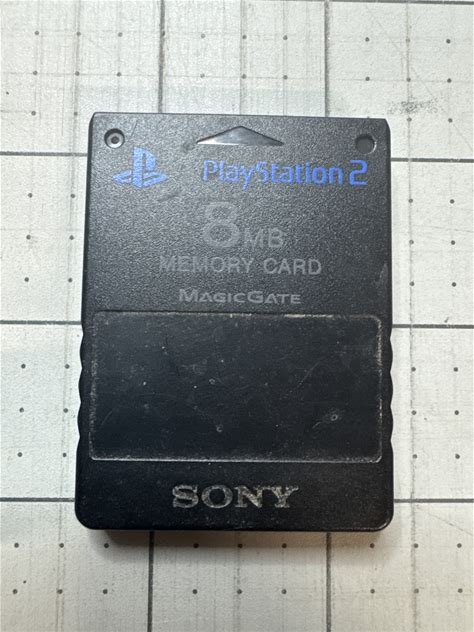 PlayStation 2
8MB
MEMORY CARD
MAGICGATE
SONY